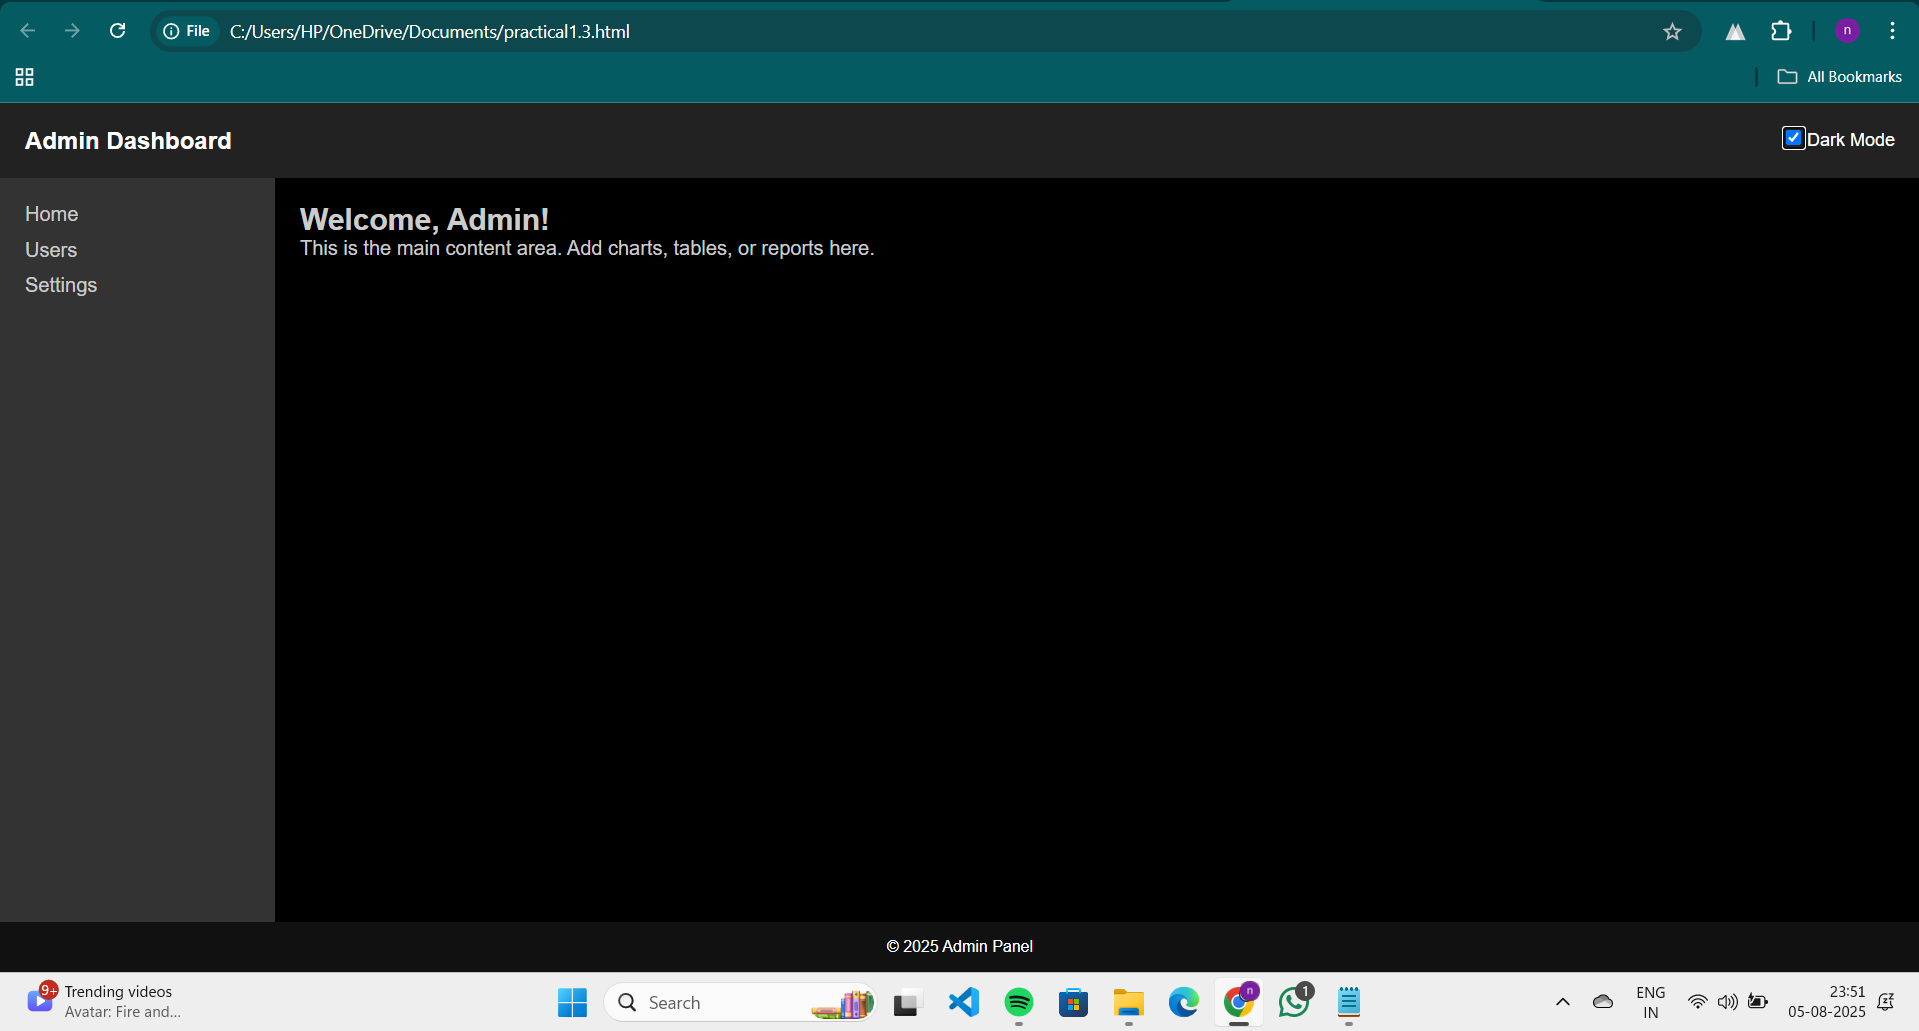 File C:/Users/HP/OneDrive/Documents/practical1.3.html
n
All Bookmarks
Admin Dashboard
Dark Mode
Home
Users
Settings
Welcome, Admin!
This is the main content area. Add charts, tables, or reports here.
© 2025 Admin Panel
9+
Trending videos
Avatar: Fire and...
Search
n
1
ENG
IN
23:51
05-08-2025